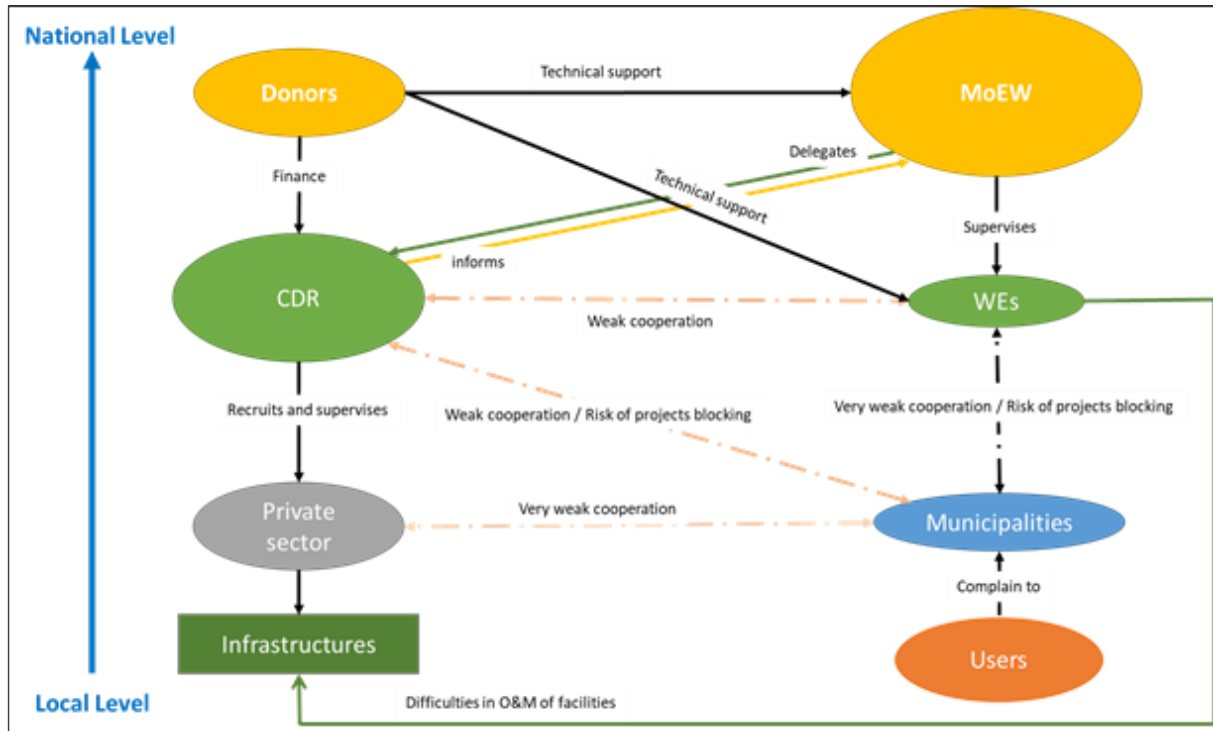 National Level
Donors
Technical support
MoEW
Delegates
Finance
Technical support
Supervises
informs
CDR
WEs
Weak cooperation
Recruits and supervises
Weak cooperation / Risk of projects blocking
Very weak cooperation / Risk of projects blocking
Private
sector
Very weak cooperation
Municipalities
Complain to
Infrastructures
Users
Local Level
Difficulties in O&M of facilities